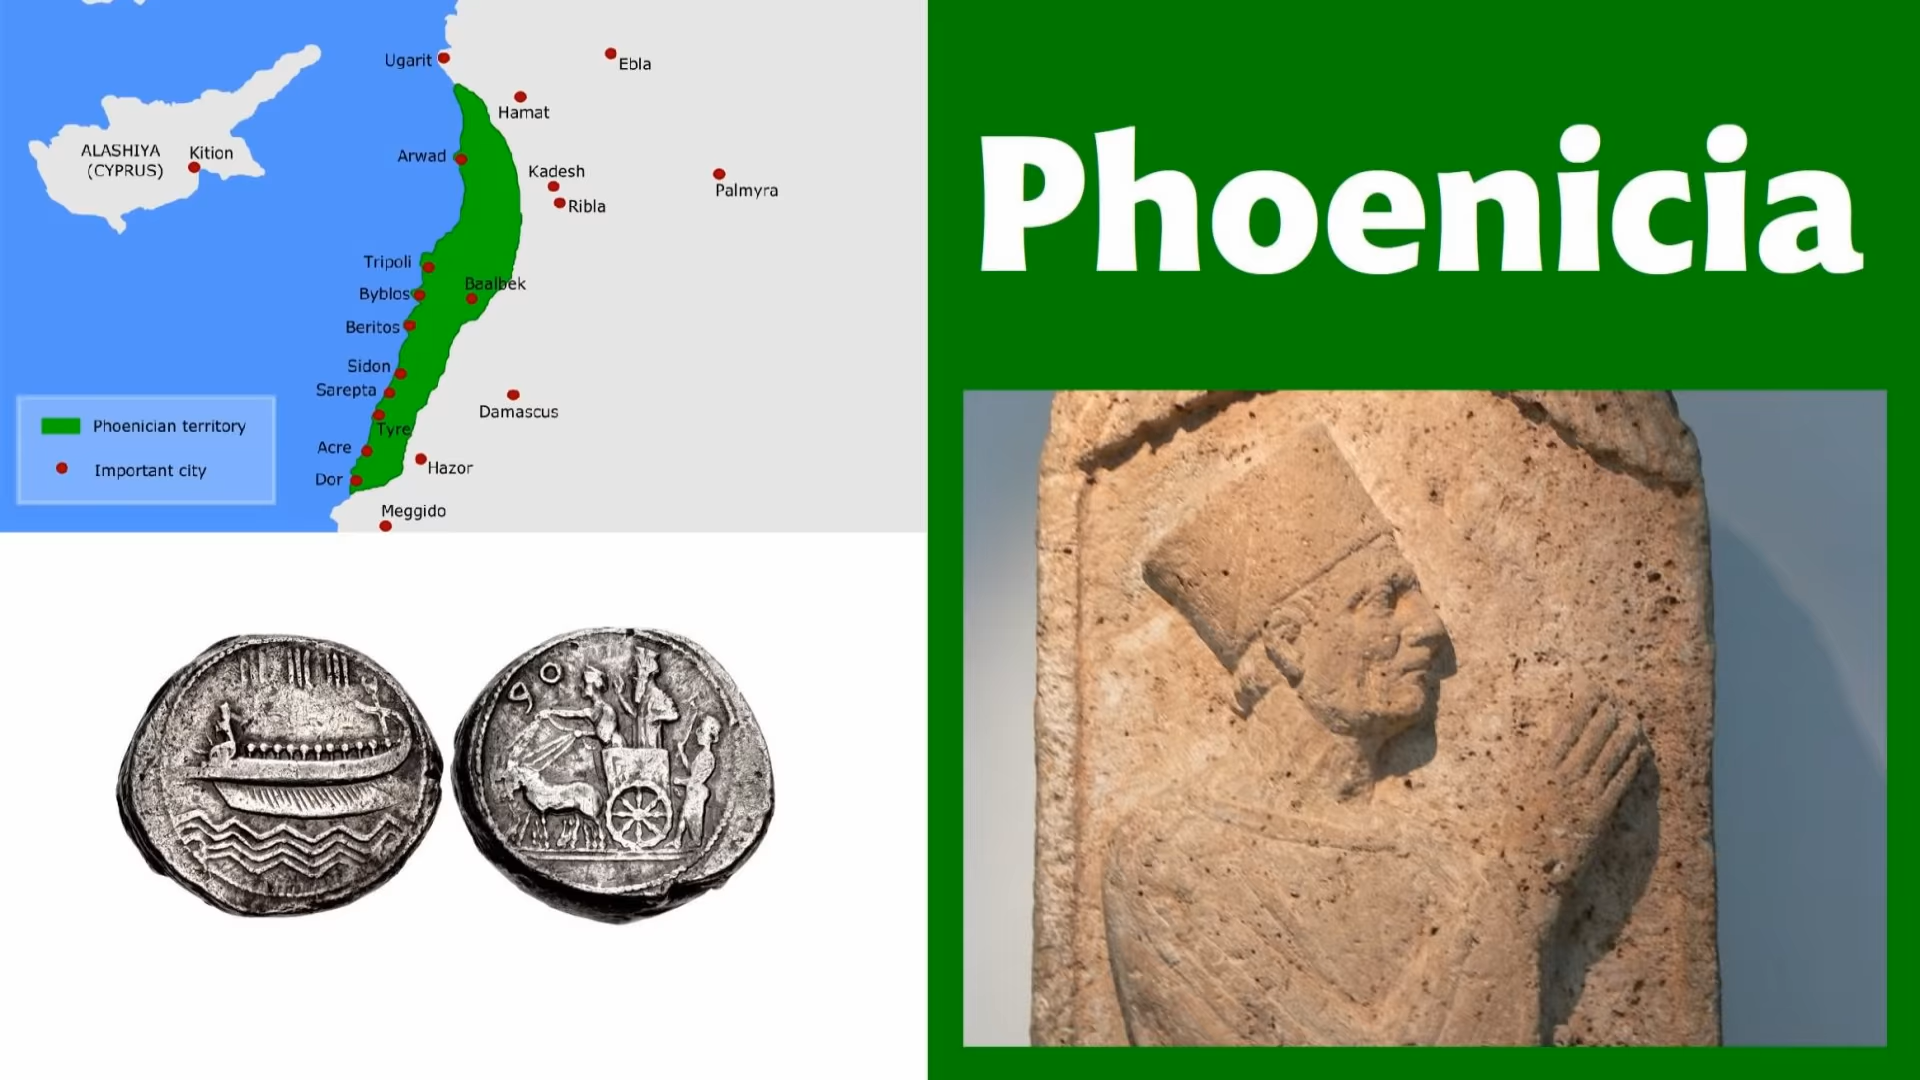 Ugarit
Ebla
Hamat
ALASHIYA
(CYPRUS)
Kition
Arwad
Kadesh
Ribla
Palmyra
Tripoli
Byblos
Baalbek
Beritos
Sidon
Sarepta
Tyre
Damascus
Acre
Hazor
Dor
Meggido
Phoenician territory
Important city
Phoenicia